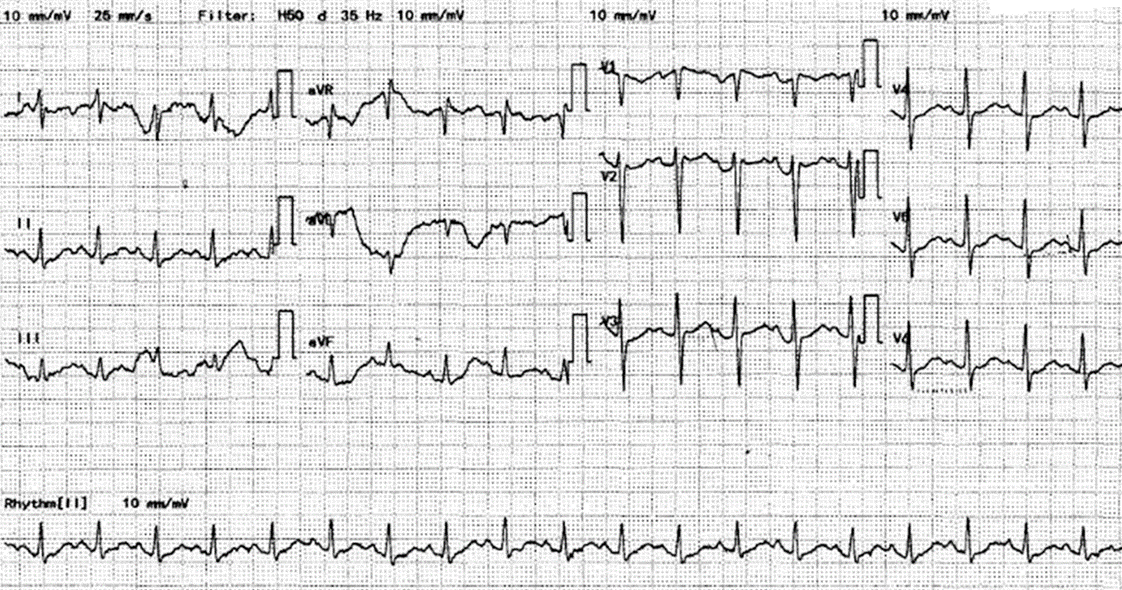 10 mm/mV 25 mm/s Filter: H50 d 35 Hz 10 mm/mV 10 mm/mV 10 mm/mV
I aVR V1 V4
II V2 V5
III aVF V3 V6
Rhythm[II] 10 mm/mV